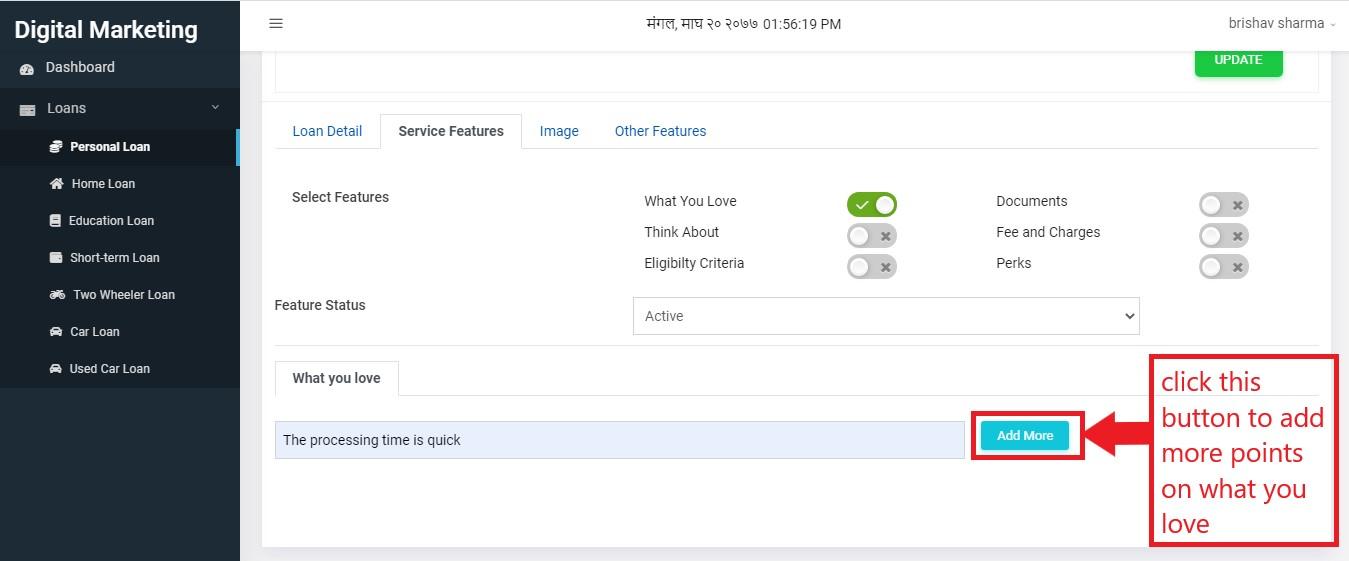 Digital Marketing
मंगल, माघ २० २०७७ 01:56:19 PM
brishav sharma
Dashboard
Loans
Personal Loan
Home Loan
Education Loan
Short-term Loan
Two Wheeler Loan
Car Loan
Used Car Loan
UPDATE
Loan Detail Service Features Image Other Features
Select Features
What You Love Documents
Think About Fee and Charges
Eligibilty Criteria Perks
Feature Status Active
What you love
The processing time is quick Add More
click this
button to add
more points
on what you
love